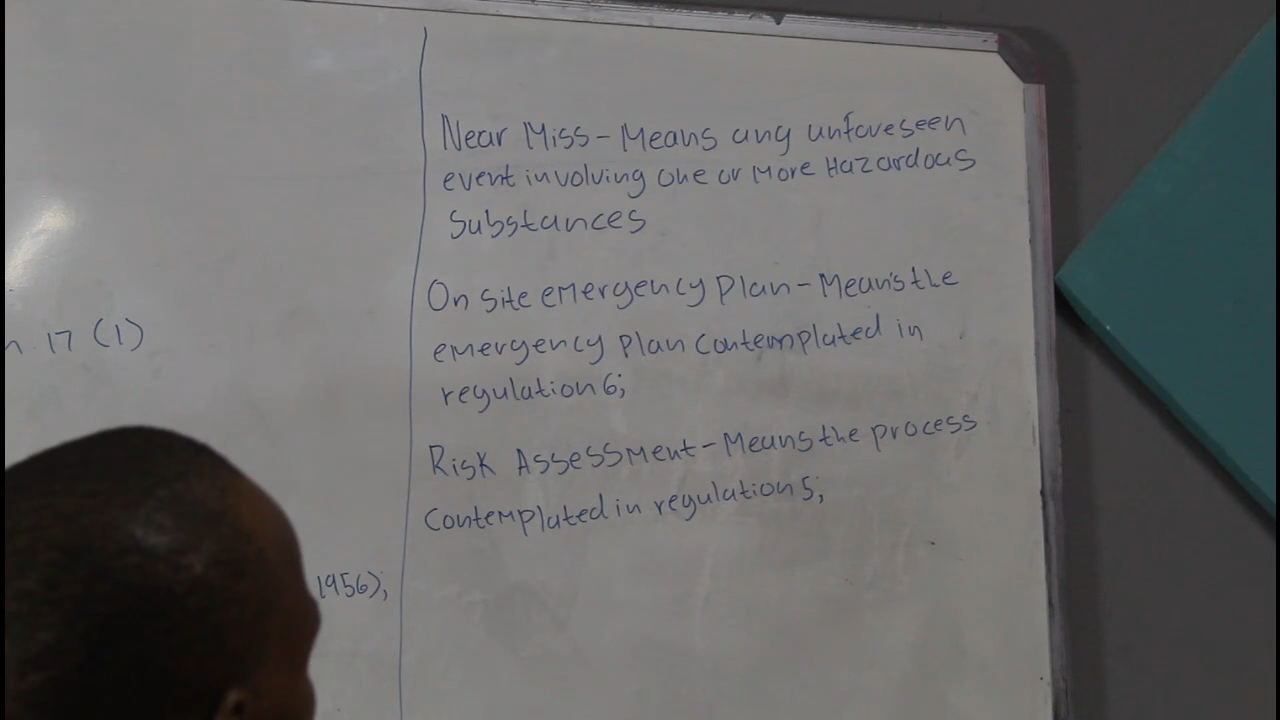 17 (1)
1956);
Near Miss - Means any unforeseen
event involving one or more Hazardous
Substances
On site emergency plan - Means the
emergency plan contemplated in
regulation 6;
Risk Assessment - Means the process
contemplated in regulation 5;